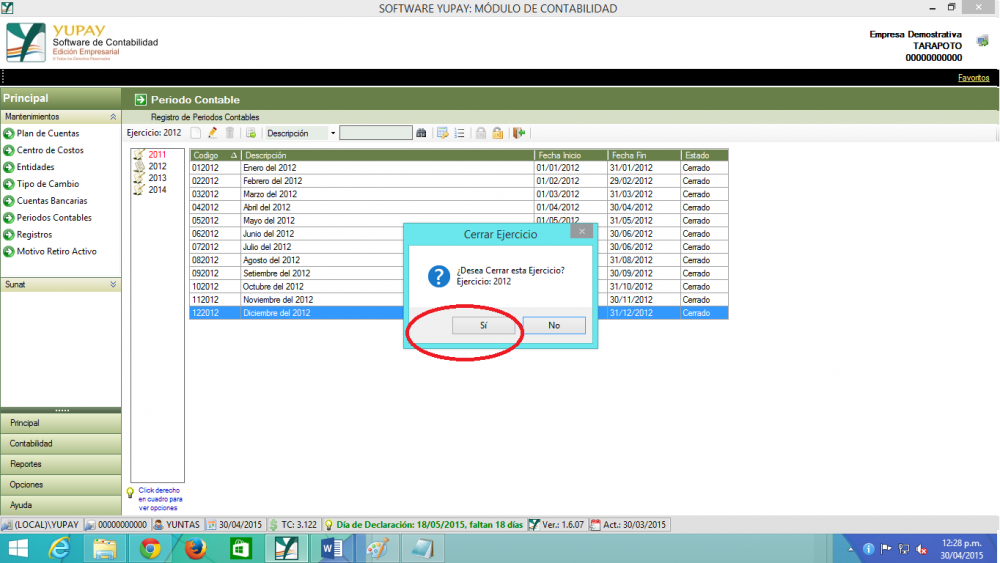 SOFTWARE YUPAY: MÓDULO DE CONTABILIDAD
YUPAY
Software de Contabilidad
Edición Empresarial
© Todos los Derechos Reservados
Empresa Demostrativa
TARAPOTO
00000000000
Favoritos
Principal
Periodo Contable
Mantenimientos
Registro de Periodos Contables
Ejercicio: 2012
Descripción
Plan de Cuentas
Centro de Costos
Entidades
Tipo de Cambio
Cuentas Bancarias
Periodos Contables
Registros
Motivo Retiro Activo
Sunat
2011
2012
2013
2014
Codigo Descripción Fecha Inicio Fecha Fin Estado
012012 Enero del 2012 01/01/2012 31/01/2012 Cerrado
022012 Febrero del 2012 01/02/2012 29/02/2012 Cerrado
032012 Marzo del 2012 01/03/2012 31/03/2012 Cerrado
042012 Abril del 2012 01/04/2012 30/04/2012 Cerrado
052012 Mayo del 2012 01/05/2012 31/05/2012 Cerrado
062012 Junio del 2012 30/06/2012 Cerrado
072012 Julio del 2012 30/06/2012 Cerrado
082012 Agosto del 2012 31/08/2012 Cerrado
092012 Setiembre del 2012 30/09/2012 Cerrado
102012 Octubre del 2012 31/10/2012 Cerrado
112012 Noviembre del 2012 30/11/2012 Cerrado
122012 Diciembre del 2012 31/12/2012 Cerrado
Cerrar Ejercicio
¿Desea Cerrar esta Ejercicio?
Ejercicio: 2012
Sí
No
Principal
Contabilidad
Reportes
Opciones
Ayuda
Click derecho
en cuadro para
ver opciones
(LOCAL)\YUPAY 00000000000 YUNTAS 30/04/2015 TC: 3.122 Día de Declaración: 18/05/2015, faltan 18 días Ver.: 1.6.07 Act.: 30/03/2015
12:28 p.m.
30/04/2015